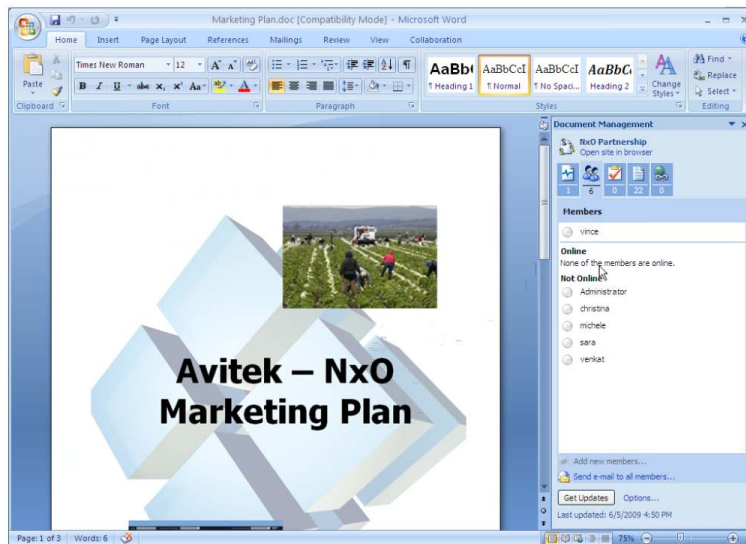 Marketing Plan.doc [Compatibility Mode] - Microsoft Word
Home Insert Page Layout References Mailings Review View Collaboration
Paste
Times New Roman 12
B I U abc x₂ x² Aa A
AaBb( AaBbCcI AaBbCcI AaBbC
¶ Heading 1 ¶ Normal ¶ No Spaci... Heading 2
Change Styles
Find
Replace
Select
Clipboard Font Paragraph Styles Editing
Document Management
NxO Partnership
Open site in browser
1 6 0 22 0
Members
vince
Online
None of the members are online.
Not Online
Administrator
christina
michele
sara
venkat
Add new members...
Send e-mail to all members...
Get Updates Options...
Last updated: 6/5/2009 4:50 PM
Avitek – NxO
Marketing Plan
Page: 1 of 3 Words: 6 75%